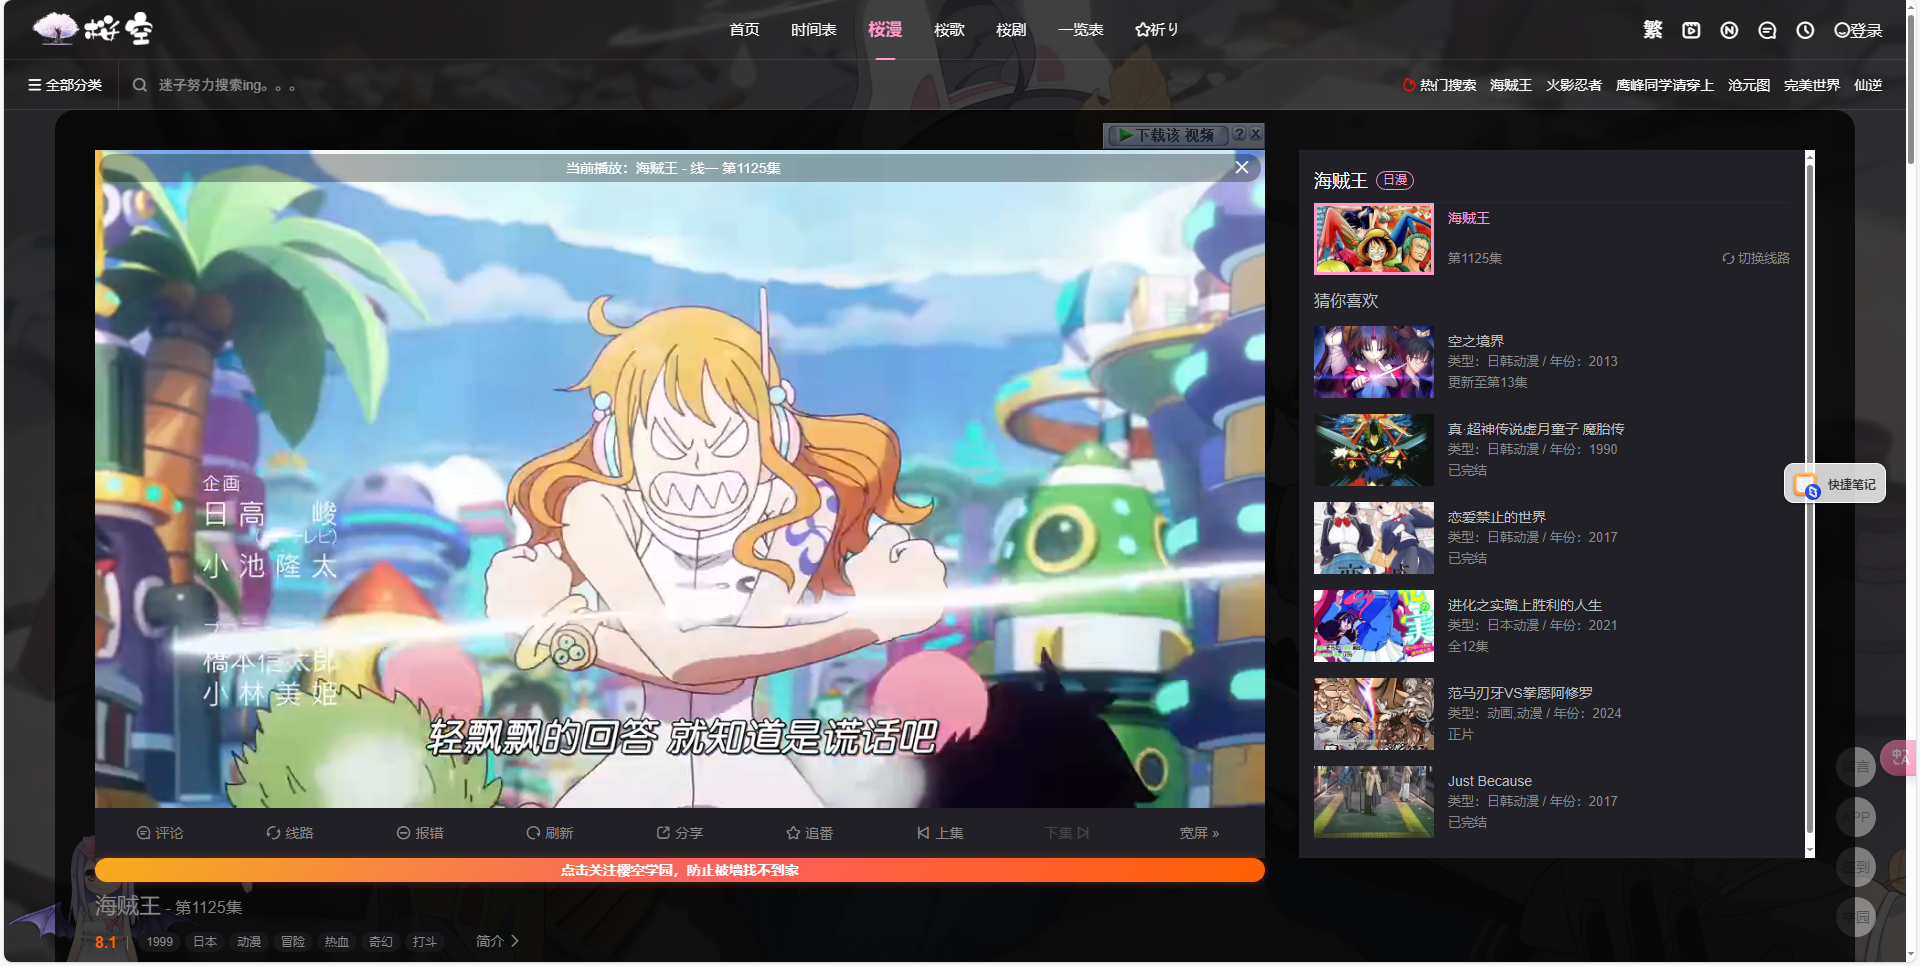 桜空
首页 时间表 桜漫 桜歌 桜剧 一览表 祈り
繁 登录
全部分类 迷子努力搜索ing。。。
热门搜索 海贼王 火影忍者 鹰峰同学请穿上 沧元图 完美世界 仙逆
下载该 视频 ?
当前播放：海贼王 - 线一 第1125集
企画
日高 峻
小池隆太
橋本信太郎
小林美姫
轻飘飘的回答 就知道是谎话吧
评论 线路 报错 刷新 分享 追番 上集 下集 宽屏 »
点击关注樱空学园，防止被墙找不到家
海贼王 - 第1125集
8.1 | 1999 日本 动漫 冒险 热血 奇幻 打斗 简介
海贼王 日漫
海贼王
第1125集 切换线路
猜你喜欢
空之境界
类型：日韩动漫 / 年份：2013
更新至第13集
真·超神传说虚月童子 魔胎传
类型：日韩动漫 / 年份：1990
已完结
恋爱禁止的世界
类型：日韩动漫 / 年份：2017
已完结
进化之实踏上胜利的人生
类型：日本动漫 / 年份：2021
全12集
范马刃牙VS拳愿阿修罗
类型：动画,动漫 / 年份：2024
正片
Just Because
类型：日韩动漫 / 年份：2017
已完结
快捷笔记
APP
学园